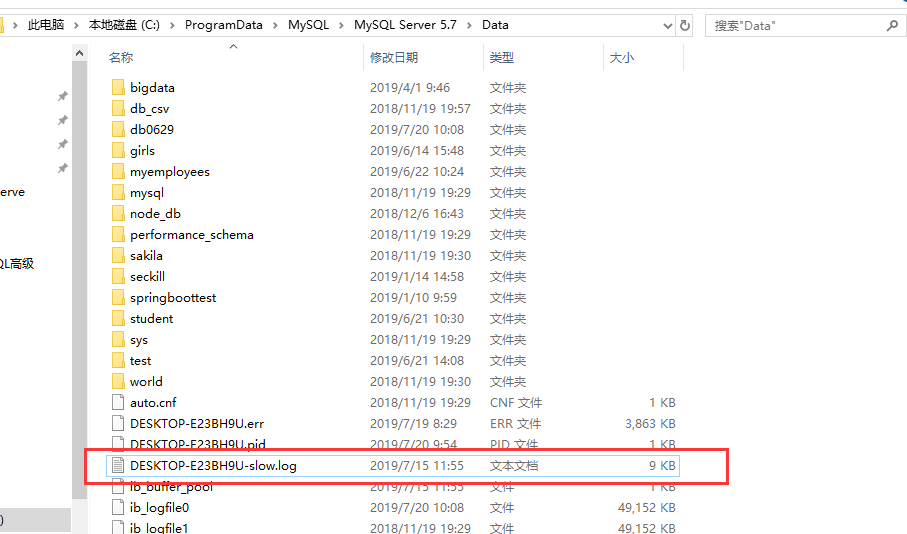 此电脑 > 本地磁盘 (C:) > ProgramData > MySQL > MySQL Server 5.7 > Data 搜索"Data"
名称 修改日期 类型 大小
bigdata 2019/4/1 9:46 文件夹
db_csv 2018/11/19 19:57 文件夹
db0629 2019/7/20 10:08 文件夹
girls 2019/6/14 15:48 文件夹
myemployees 2019/6/22 10:24 文件夹
erve mysql 2018/11/19 19:29 文件夹
node_db 2018/12/6 16:43 文件夹
performance_schema 2018/11/19 19:29 文件夹
sakila 2018/11/19 19:30 文件夹
QL高级 seckill 2019/1/14 14:58 文件夹
springboottest 2019/1/10 9:59 文件夹
student 2019/6/21 10:30 文件夹
sys 2018/11/19 19:29 文件夹
test 2019/6/21 14:08 文件夹
world 2018/11/19 19:30 文件夹
auto.cnf 2018/11/19 19:29 CNF 文件 1 KB
DESKTOP-E23BH9U.err 2019/7/19 8:29 ERR 文件 3,863 KB
DESKTOP-E23BH9U.pid 2019/7/20 9:54 PID 文件 1 KB
DESKTOP-E23BH9U-slow.log 2019/7/15 11:55 文本文档 9 KB
ib_buffer_pool 2019/7/15 11:55 文件 1 KB
ib_logfile0 2019/7/20 10:08 文件 49,152 KB
) ib_logfile1 2018/11/19 19:29 文件 49,152 KB